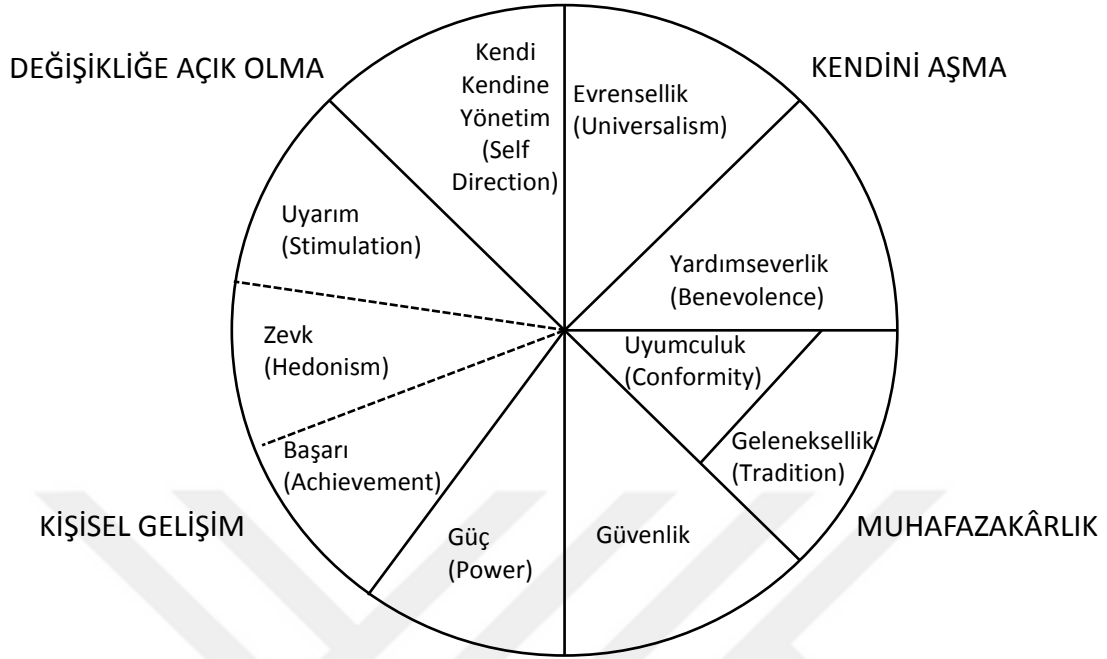 DEĞİŞİKLİĞE AÇIK OLMA
KENDİNİ AŞMA
Kendi
Kendine
Yönetim
(Self
Direction)
Evrensellik
(Universalism)
Uyarım
(Stimulation)
Yardımseverlik
(Benevolence)
Zevk
(Hedonism)
Uyumculuk
(Conformity)
Başarı
(Achievement)
Geleneksellik
(Tradition)
KİŞİSEL GELİŞİM
MUHAFAZAKÂRLIK
Güç
(Power)
Güvenlik